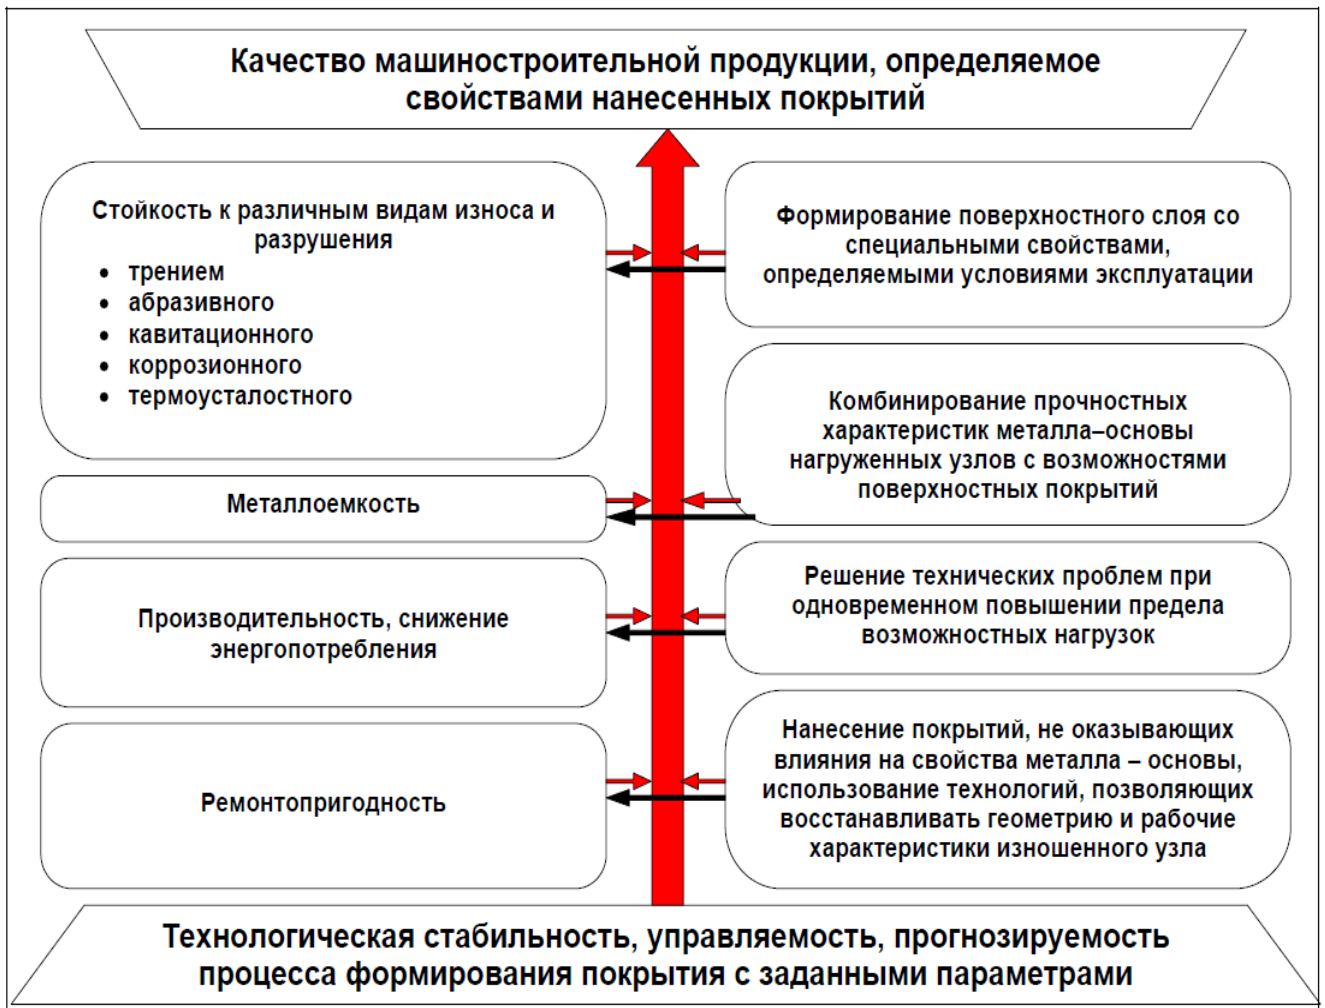 Качество машиностроительной продукции, определяемое
свойствами нанесенных покрытий
Стойкость к различным видам износа и
разрушения
• трением
• абразивного
• кавитационного
• коррозионного
• термоусталостного
Металлоемкость
Производительность, снижение
энергопотребления
Ремонтопригодность
Формирование поверхностного слоя со
специальными свойствами,
определяемыми условиями эксплуатации
Комбинирование прочностных
характеристик металла–основы
нагруженных узлов с возможностями
поверхностных покрытий
Решение технических проблем при
одновременном повышении предела
возможностных нагрузок
Нанесение покрытий, не оказывающих
влияния на свойства металла – основы,
использование технологий, позволяющих
восстанавливать геометрию и рабочие
характеристики изношенного узла
Технологическая стабильность, управляемость, прогнозируемость
процесса формирования покрытия с заданными параметрами